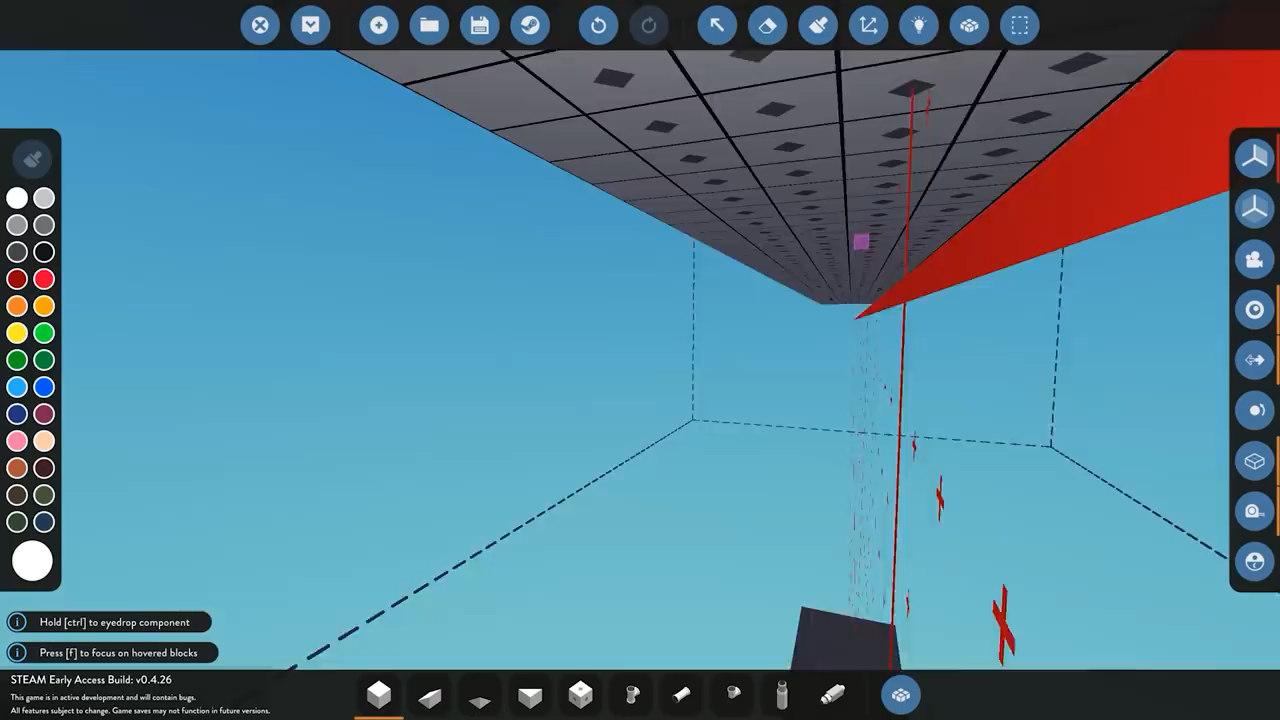 Hold [ctrl] to eyedrop component
Press [f] to focus on hovered blocks
STEAM Early Access Build: v0.4.26
This game is in active development and will contain bugs.
All features subject to change. Game saves may not function in future versions.